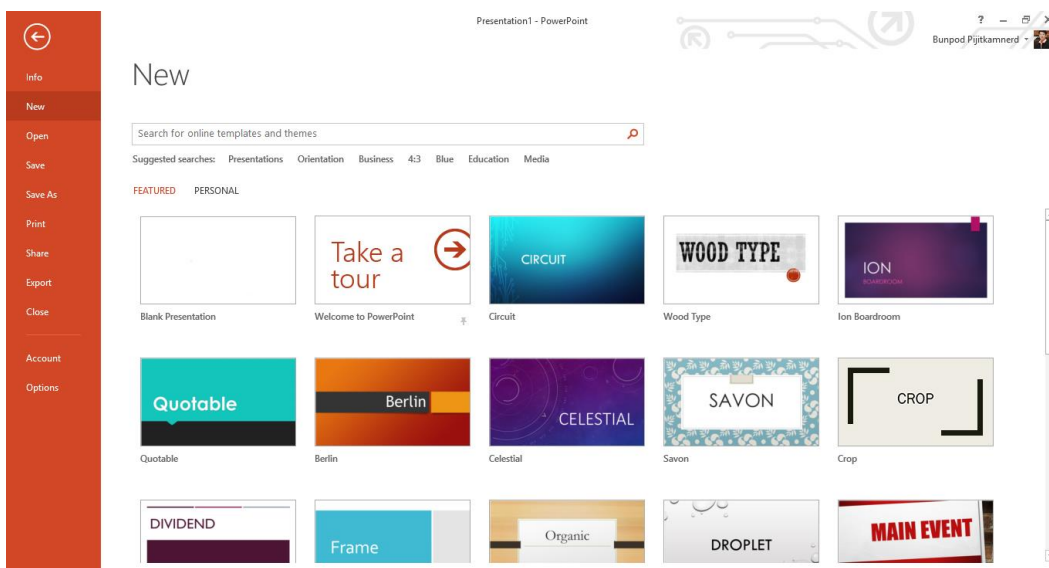 Presentation1 - PowerPoint
?
Bunpod Pijitkamnerd
Info
New
Open
Save
Save As
Print
Share
Export
Close
Account
Options
New
Search for online templates and themes
Suggested searches: Presentations Orientation Business 4:3 Blue Education Media
FEATURED PERSONAL
Take a
tour
CIRCUIT
WOOD TYPE
ION
BOARDROOM
Blank Presentation
Welcome to PowerPoint
Circuit
Wood Type
Ion Boardroom
Quotable
Berlin
CELESTIAL
SAVON
CROP
Quotable
Berlin
Celestial
Savon
Crop
DIVIDEND
Frame
Organic
DROPLET
MAIN EVENT